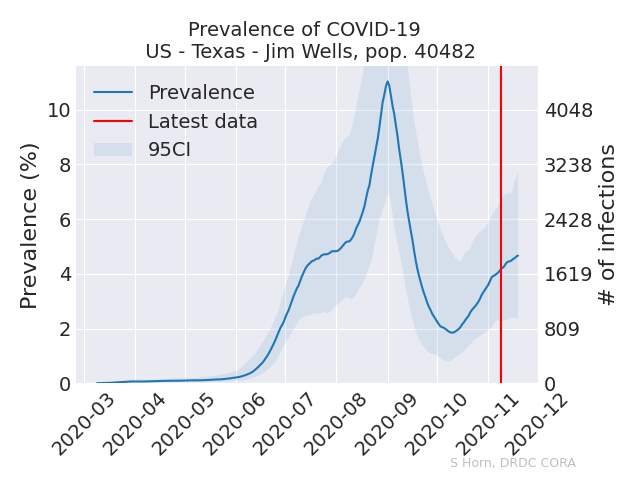 Prevalence of COVID-19
US - Texas - Jim Wells, pop. 40482
Prevalence
Latest data
95CI
Prevalence (%)
10
8
6
4
2
0
4048
3238
2428
1619
809
0
# of infections
2020-03
2020-04
2020-05
2020-06
2020-07
2020-08
2020-09
2020-10
2020-11
2020-12
S Horn, DRDC CORA